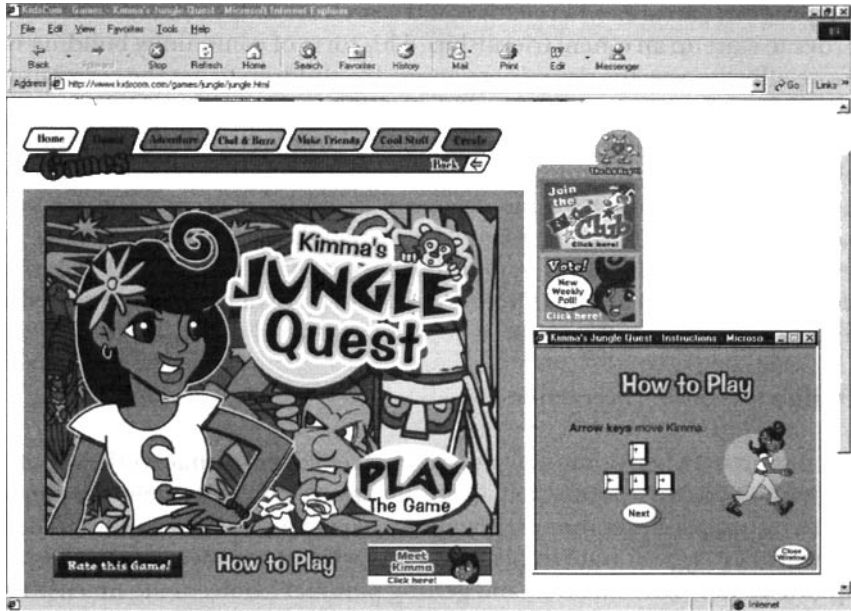 KidsCom - Games - Kimma's Jungle Quest - Microsoft Internet Explorer
File Edit View Favorites Tools Help
Back Forward Stop Refresh Home Search Favorites History Mail Print Edit Messenger
Address http://www.kidscom.com/games/jungle/jungle.html Go Links »
Home Games Adventure Chat & Buzz Make Friends Cool Stuff Create
Games Back
Kimma's
JUNGLE
Quest
PLAY
The Game
Rate this Game! How to Play
Meet
Kimma
Click here!
Join
the
Club
Click here!
Vote!
New
Weekly
Poll!
Click here!
Kimma's Jungle Quest - Instructions - Microso...
How to Play
Arrow keys move Kimma.
Next
Close
Window
Internet